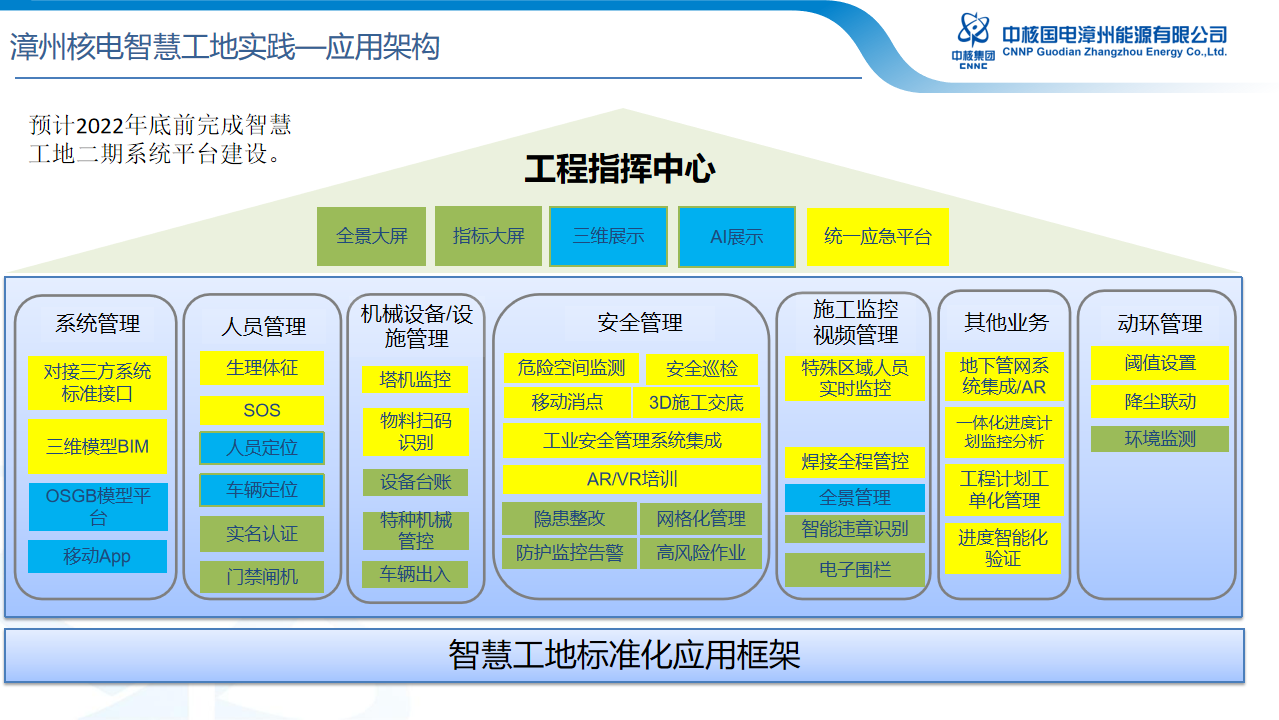 漳州核电智慧工地实践—应用架构
中核集团
CNNC
中核国电漳州能源有限公司
CNNP Guodian Zhangzhou Energy Co.,Ltd.
预计2022年底前完成智慧
工地二期系统平台建设。
工程指挥中心
全景大屏
指标大屏
三维展示
AI展示
统一应急平台
系统管理
对接三方系统
标准接口
三维模型BIM
OSGB模型平
台
移动App
人员管理
生理体征
SOS
人员定位
车辆定位
实名认证
门禁闸机
机械设备/设
施管理
塔机监控
物料扫码
识别
设备台账
特种机械
管控
车辆出入
安全管理
危险空间监测
安全巡检
移动消点
3D施工交底
工业安全管理系统集成
AR/VR培训
隐患整改
网格化管理
防护监控告警
高风险作业
施工监控
视频管理
特殊区域人员
实时监控
焊接全程管控
全景管理
智能违章识别
电子围栏
其他业务
地下管网系
统集成/AR
一体化进度计
划监控分析
工程计划工
单化管理
进度智能化
验证
动环管理
阈值设置
降尘联动
环境监测
智慧工地标准化应用框架